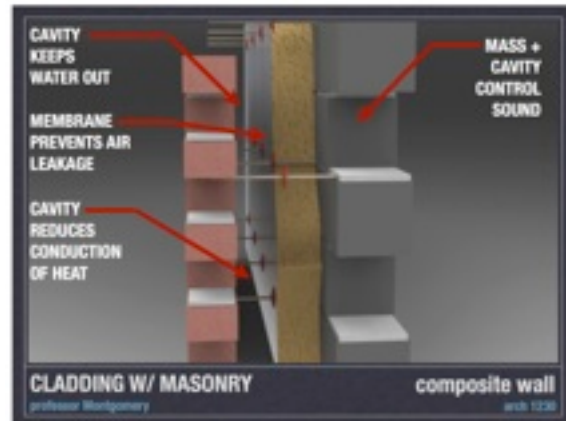 CAVITY
KEEPS
WATER OUT
MEMBRANE
PREVENTS AIR
LEAKAGE
CAVITY
REDUCES
CONDUCTION
OF HEAT
MASS +
CAVITY
CONTROL
SOUND
CLADDING W/ MASONRY
professor Montgomery
composite wall
arch 1230